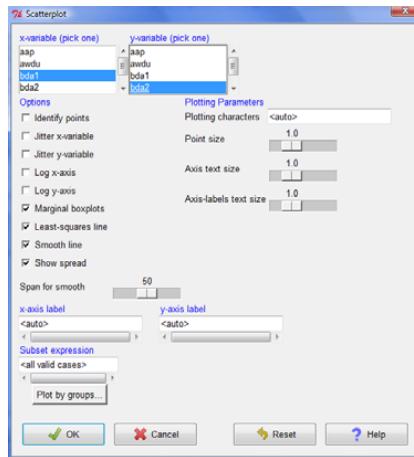 Scatterplot
x-variable (pick one) y-variable (pick one)
aap aap
awdu awdu
bda1 bda1
bda2 bda2
Options Plotting Parameters
Identify points Plotting characters <auto>
Jitter x-variable Point size 1.0
Jitter y-variable
Log x-axis Axis text size 1.0
Log y-axis
Marginal boxplots Axis-labels text size 1.0
Least-squares line
Smooth line
Show spread
Span for smooth 50
x-axis label y-axis label
<auto> <auto>
Subset expression
<all valid cases>
Plot by groups...
OK Cancel Reset ? Help